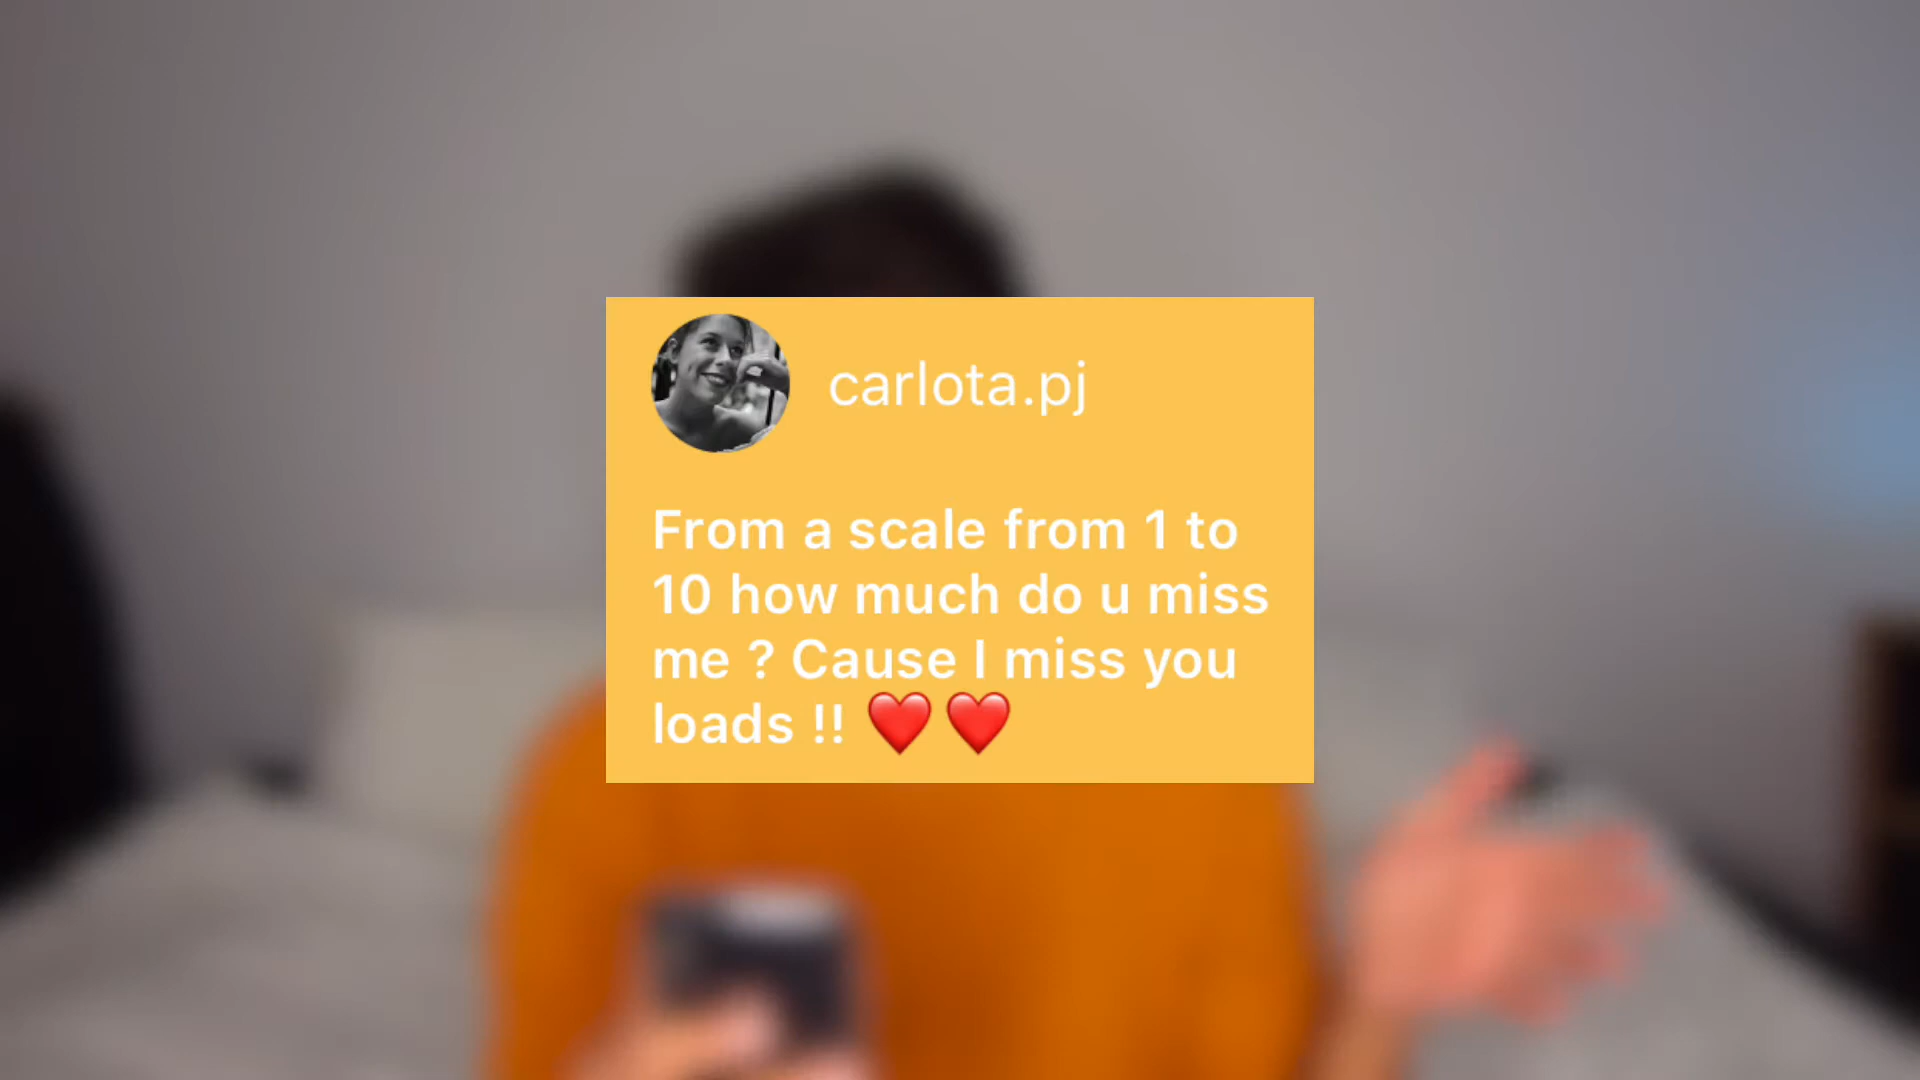 carlota.pj
From a scale from 1 to
10 how much do u miss
me ? Cause I miss you
loads !! ❤️ ❤️